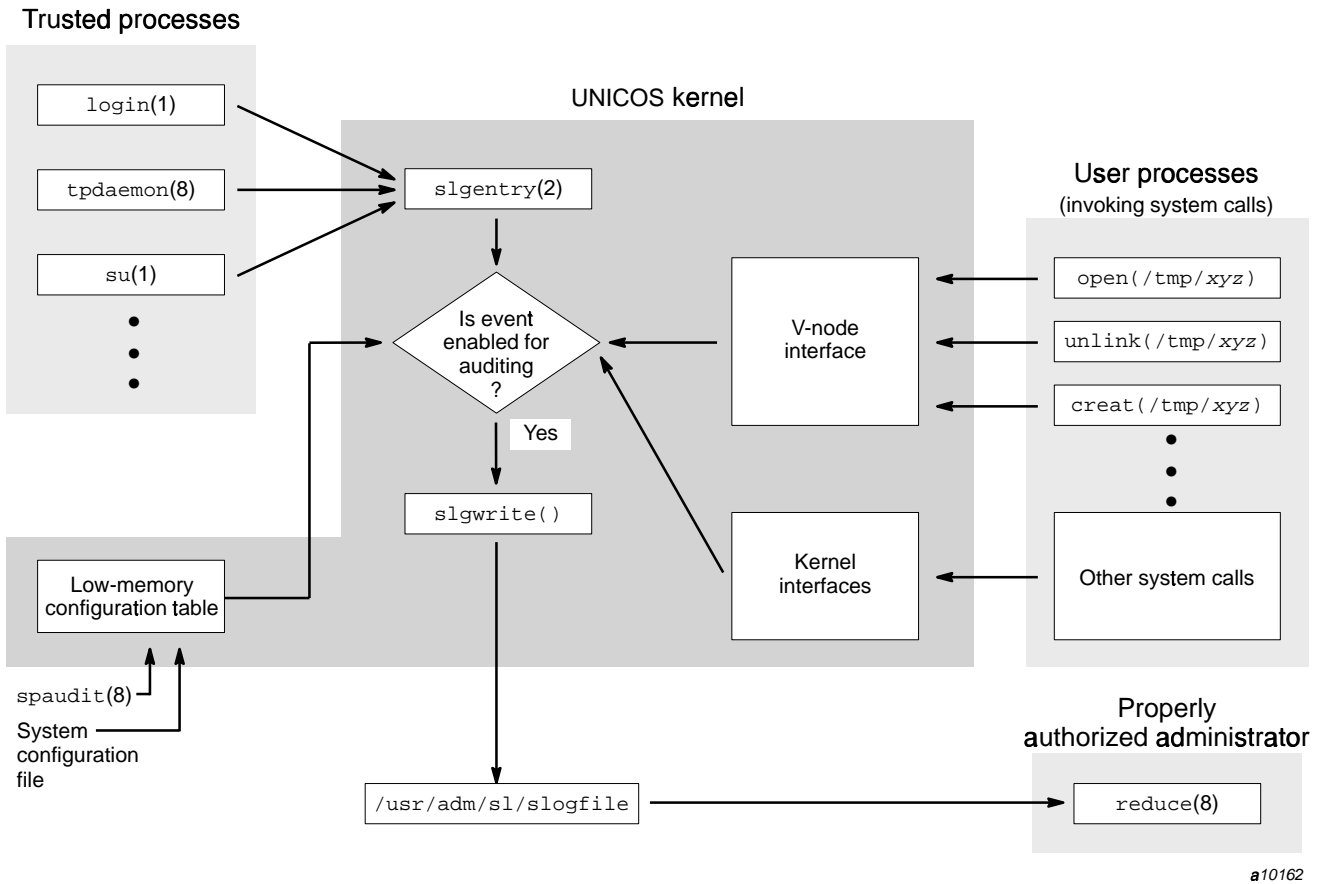 Trusted processes
login(1)
tpdaemon(8)
su(1)
UNICOS kernel
slgentry(2)
Is event
enabled for
auditing
?
Yes
slgwrite()
V-node
interface
Kernel
interfaces
User processes
(invoking system calls)
open(/tmp/xyz)
unlink(/tmp/xyz)
creat(/tmp/xyz)
Other system calls
Low-memory
configuration table
spaudit(8)
System
configuration
file
/usr/adm/sl/slogfile
Properly
authorized administrator
reduce(8)
a10162